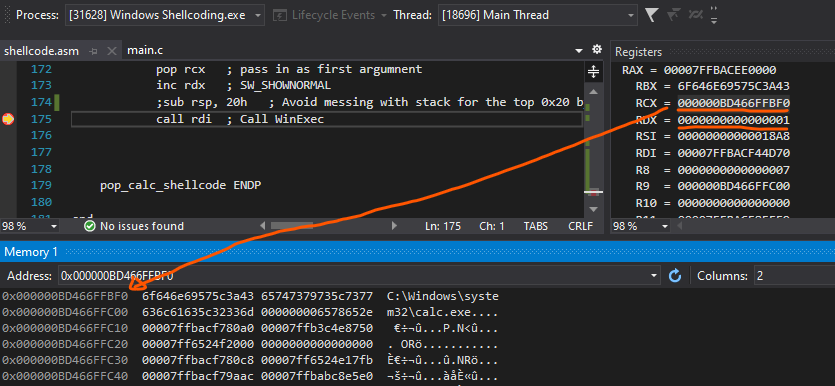 Process: [31628] Windows Shellcoding.exe Lifecycle Events Thread: [18696] Main Thread
shellcode.asm main.c
172 pop rcx ; pass in as first argumnent
173 inc rdx ; SW_SHOWNORMAL
174 ;sub rsp, 20h ; Avoid messing with stack for the top 0x20 b
175 call rdi ; Call WinExec
176
177
178
179 pop_calc_shellcode ENDP
180
98 % No issues found Ln: 175 Ch: 1 TABS CRLF
Registers
RAX = 00007FFBACEE0000
RBX = 6F646E69575C3A43
RCX = 000000BD466FFBF0
RDX = 0000000000000001
RSI = 00000000000018A8
RDI = 00007FFBACF44D70
R8 = 0000000000000007
R9 = 000000BD466FFC00
R10 = 0000000000000000
98 %
Memory 1
Address: 0x000000BD466FFBF0 Columns: 2
0x000000BD466FFBF0 6f646e69575c3a43 65747379735c7377 C:\Windows\syste
0x000000BD466FFC00 636c61635c32336d 000000006578652e m32\calc.exe....
0x000000BD466FFC10 00007ffbacf780a0 00007ffb3c4e8750 €÷¬û...P.N<û...
0x000000BD466FFC20 00007ff6524f2000 0000000000000000 . ORö...........
0x000000BD466FFC30 00007ffbacf780c8 00007ff6524e17fb È€÷¬û...û.NRö...
0x000000BD466FFC40 00007ffbacf79aac 00007ffbabc8e5e0 ¬š÷¬û...àåÈ«û...